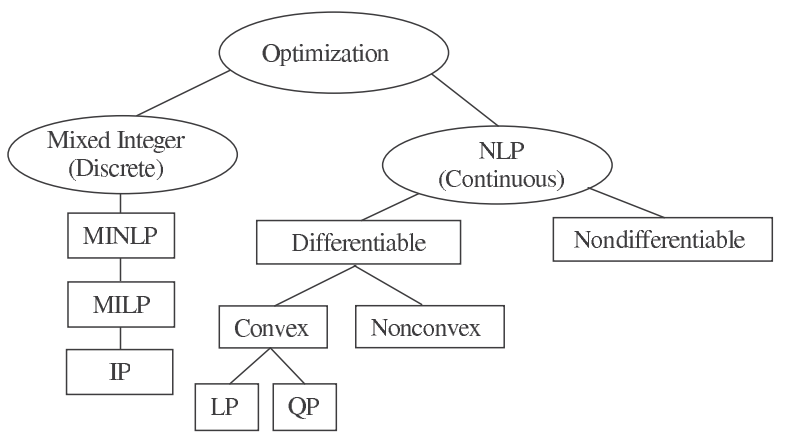 Optimization
Mixed Integer
(Discrete)
NLP
(Continuous)
MINLP
Differentiable
Nondifferentiable
MILP
Convex
Nonconvex
IP
LP
QP